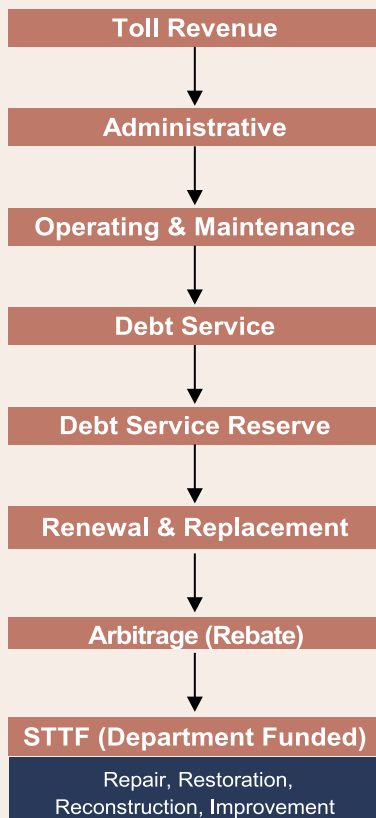 Toll Revenue
Administrative
Operating & Maintenance
Debt Service
Debt Service Reserve
Renewal & Replacement
Arbitrage (Rebate)
STTF (Department Funded)
Repair, Restoration,
Reconstruction, Improvement